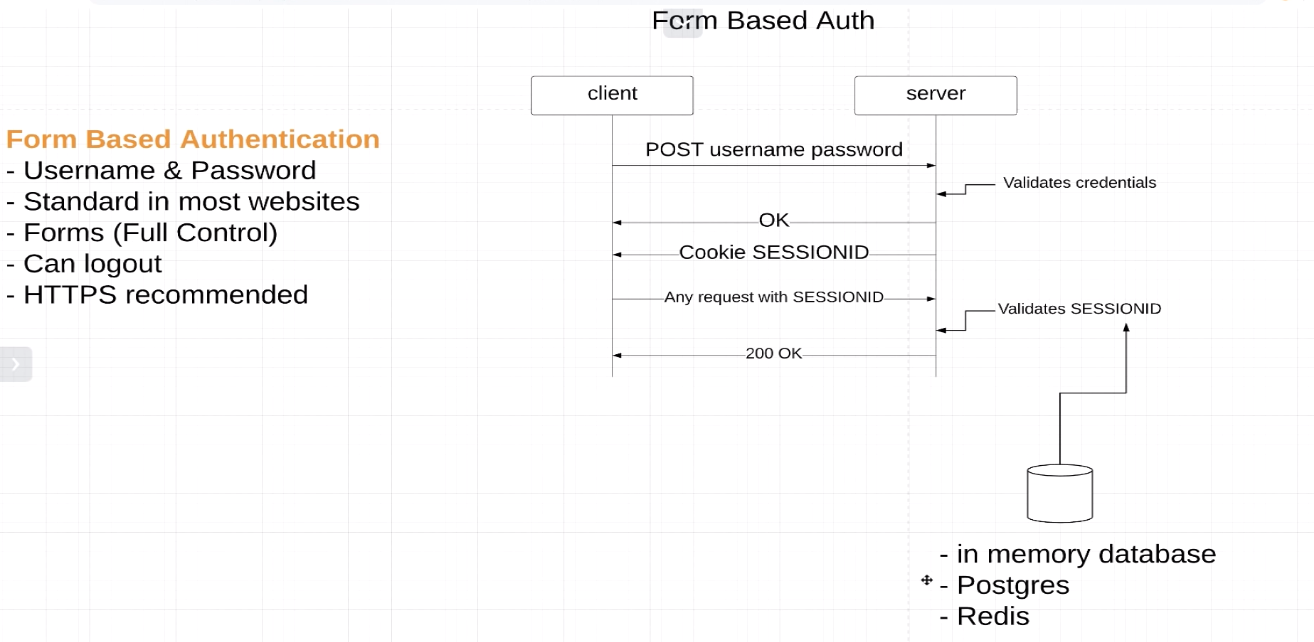 Form Based Auth
client
server
Form Based Authentication
- Username & Password
- Standard in most websites
- Forms (Full Control)
- Can logout
- HTTPS recommended
POST username password
Validates credentials
OK
Cookie SESSIONID
Any request with SESSIONID
Validates SESSIONID
200 OK
- in memory database
- Postgres
- Redis